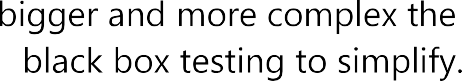 bigger and more complex the
black box testing to simplify.